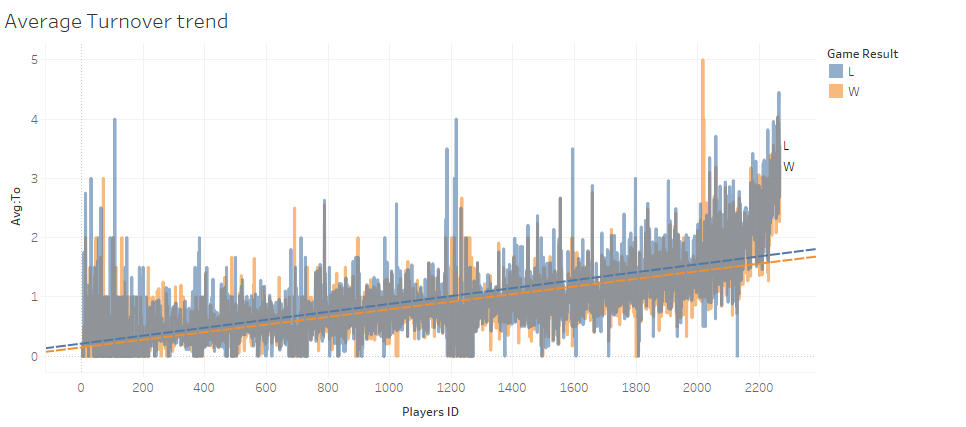 Average Turnover trend
Game Result
L
W
5
4
3
2
1
0
Avg:To
L
W
0 200 400 600 800 1000 1200 1400 1600 1800 2000 2200
Players ID